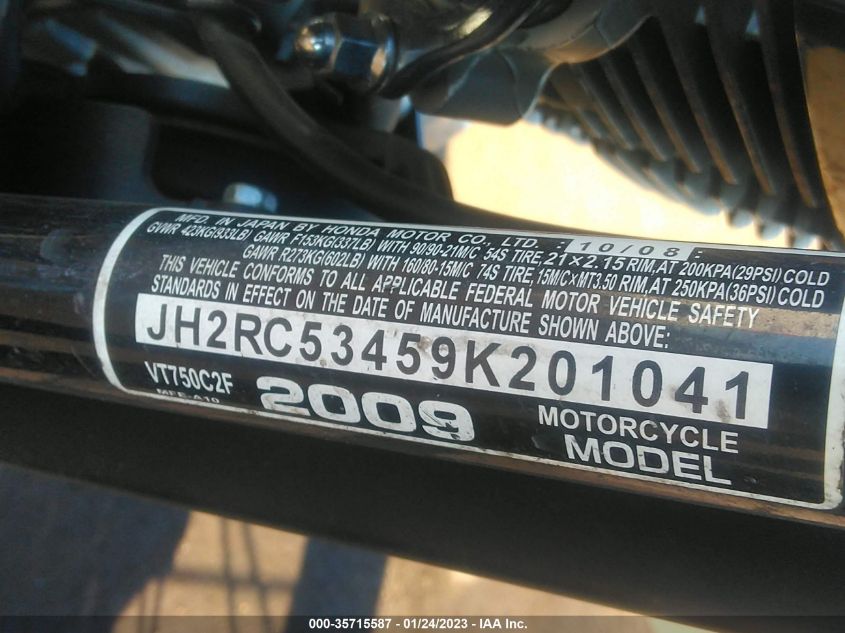 MFD. IN JAPAN BY HONDA MOTOR CO., LTD. : 10/08 :
GVWR 425KG(933LB) GAWR F153KG(337LB) WITH 90/90-21M/C 54S TIRE, 21×2.15 RIM, AT 200KPA(29PSI) COLD
GAWR R273KG(602LB) WITH 160/80-15M/C 74S TIRE, 15M/C×MT3.50 RIM, AT 250KPA(36PSI) COLD
THIS VEHICLE CONFORMS TO ALL APPLICABLE FEDERAL MOTOR VEHICLE SAFETY
STANDARDS IN EFFECT ON THE DATE OF MANUFACTURE SHOWN ABOVE:
JH2RC53459K201041
VT750C2F 2009 MOTORCYCLE
MFE-A10 MODEL
000-35715587 - 01/24/2023 - IAA Inc.